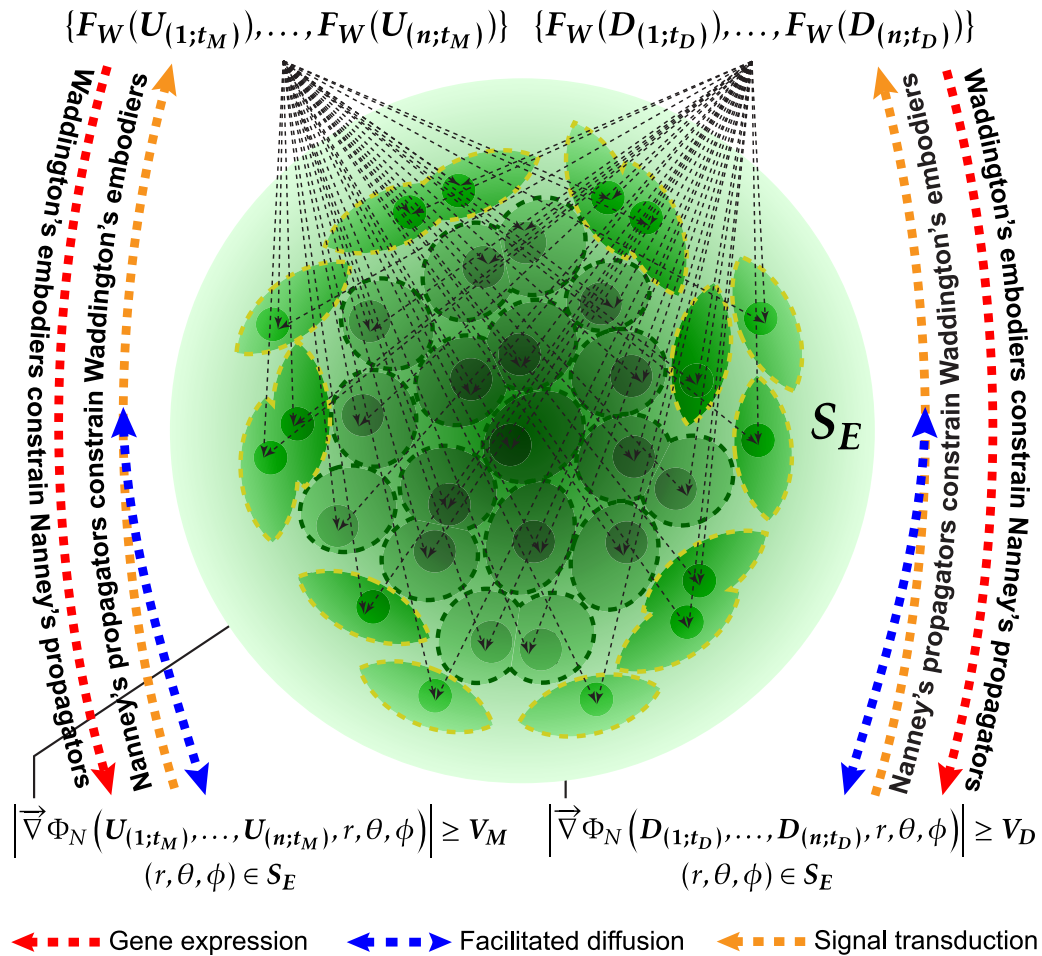 {F_W(U_(1;t_M)),...,F_W(U_(n;t_M))} {F_W(D_(1;t_D)),...,F_W(D_(n;t_D))}
Waddington's embodiers constrain Nanney's propagators
Nanney's propagators constrain Waddington's embodiers
S_E
Nanney's propagators constrain Waddington's embodiers
Waddington's embodiers constrain Nanney's propagators
|∇⃗Φ_N(U_(1;t_M),...,U_(n;t_M),r,θ,ϕ)| ≥ V_M
(r,θ,ϕ) ∈ S_E
|∇⃗Φ_N(D_(1;t_D),...,D_(n;t_D),r,θ,ϕ)| ≥ V_D
(r,θ,ϕ) ∈ S_E
Gene expression Facilitated diffusion Signal transduction